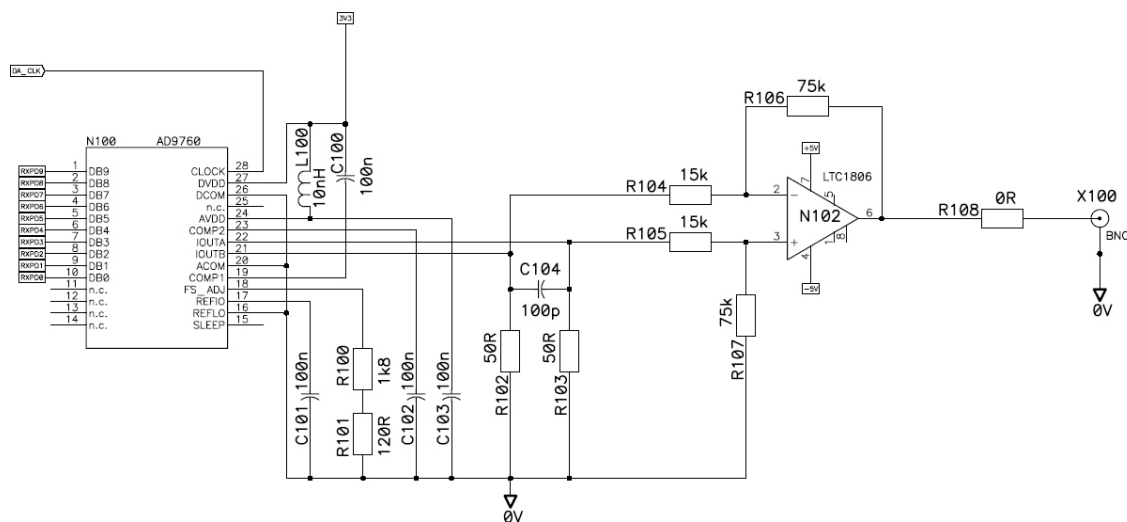 3V3
DA_CLK
N100 AD9760
RXPD9 1 DB9 CLOCK 28
RXPD8 2 DB8 DVDD 27
RXPD7 3 DB7 DCOM 26
RXPD6 4 DB6 n.c. 25
RXPD5 5 DB5 AVDD 24
RXPD4 6 DB4 COMP2 23
RXPD3 7 DB3 IOUTA 22
RXPD2 8 DB2 IOUTB 21
RXPD1 9 DB1 ACOM 20
RXPD0 10 DB0 COMP1 19
11 n.c. FS_ADJ 18
12 n.c. REFIO 17
13 n.c. REFLO 16
14 n.c. SLEEP 15
L100
10nH
C100
100n
R106 75k
R104 15k
R105 15k
+5V
7
LTC1806
2 - 5
N102 6
3 + 1 8
4
-5V
R108 0R
X100
BNC
0V
C104
100p
75k
R107
50R
R102
50R
R103
C101 100n
R100 1k8
R101 120R
C102 100n
C103 100n
0V